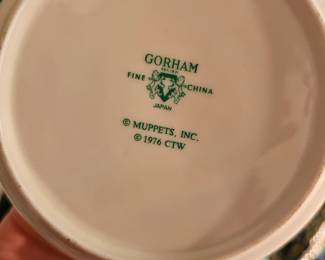 GORHAM
FINE CHINA
JAPAN
© MUPPETS, INC.
© 1976 CTW